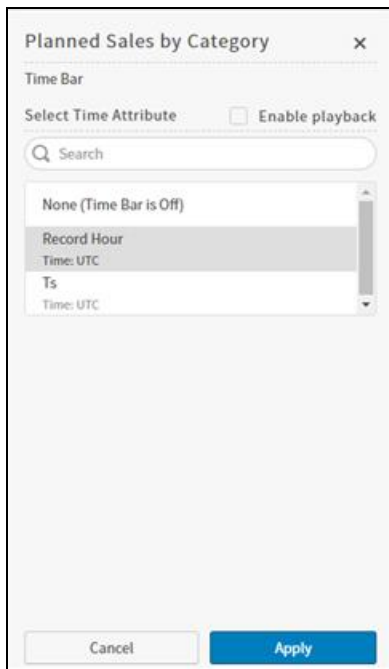 Planned Sales by Category
Time Bar
Select Time Attribute Enable playback
Search
None (Time Bar is Off)
Record Hour
Time: UTC
Ts
Time: UTC
Cancel Apply